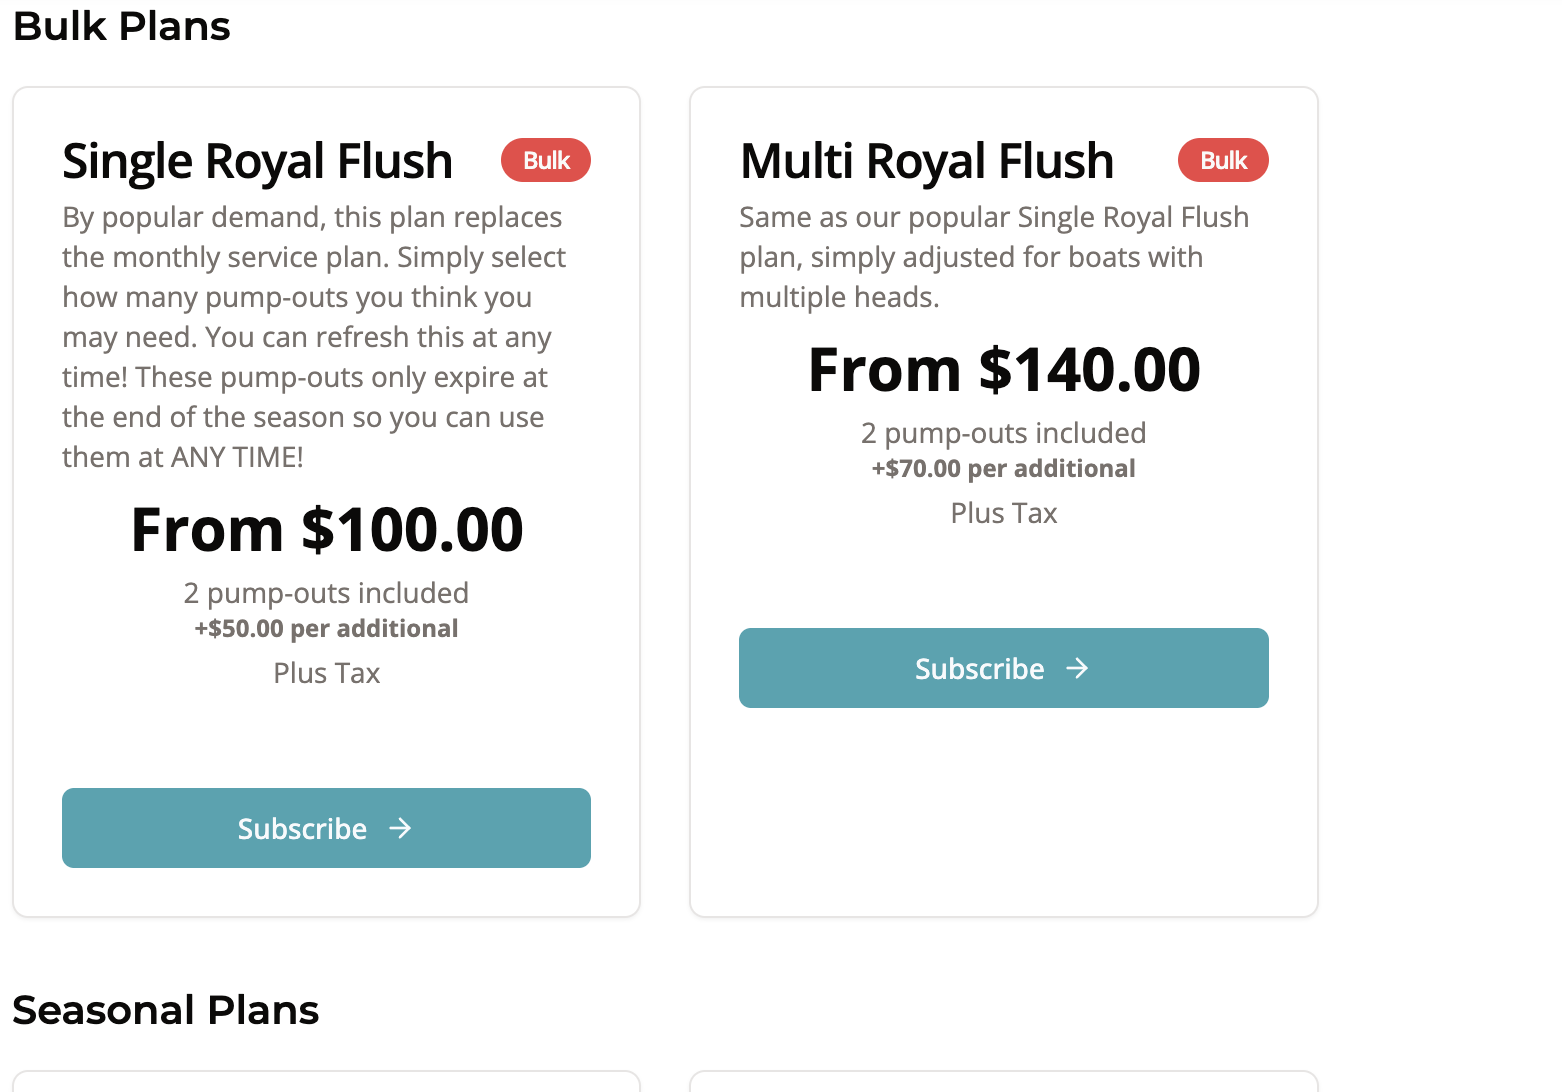 Bulk Plans
Single Royal Flush
Bulk
By popular demand, this plan replaces
the monthly service plan. Simply select
how many pump-outs you think you
may need. You can refresh this at any
time! These pump-outs only expire at
the end of the season so you can use
them at ANY TIME!
From $100.00
2 pump-outs included
+$50.00 per additional
Plus Tax
Subscribe →
Multi Royal Flush
Bulk
Same as our popular Single Royal Flush
plan, simply adjusted for boats with
multiple heads.
From $140.00
2 pump-outs included
+$70.00 per additional
Plus Tax
Subscribe →
Seasonal Plans